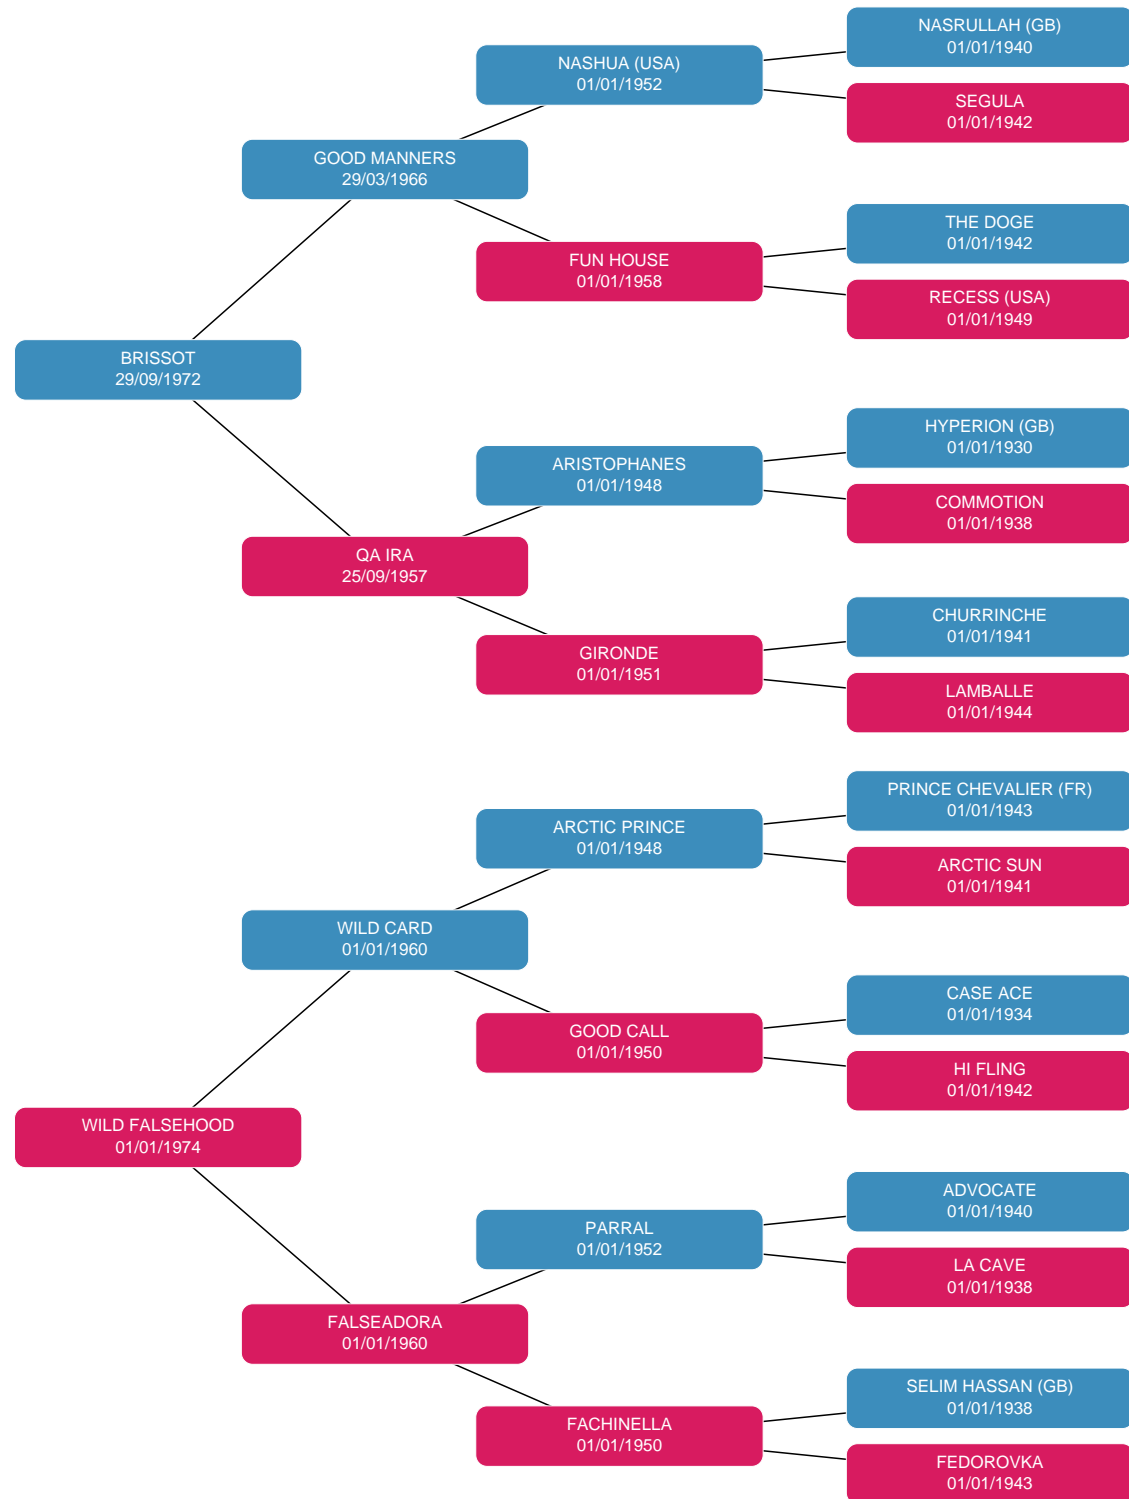 NASRULLAH (GB)
01/01/1940
NASHUA (USA)
01/01/1952
SEGULA
01/01/1942
GOOD MANNERS
29/03/1966
THE DOGE
01/01/1942
FUN HOUSE
01/01/1958
RECESS (USA)
01/01/1949
BRISSOT
29/09/1972
HYPERION (GB)
01/01/1930
ARISTOPHANES
01/01/1948
COMMOTION
01/01/1938
QA IRA
25/09/1957
CHURRINCHE
01/01/1941
GIRONDE
01/01/1951
LAMBALLE
01/01/1944
PRINCE CHEVALIER (FR)
01/01/1943
ARCTIC PRINCE
01/01/1948
ARCTIC SUN
01/01/1941
WILD CARD
01/01/1960
CASE ACE
01/01/1934
GOOD CALL
01/01/1950
HI FLING
01/01/1942
WILD FALSEHOOD
01/01/1974
ADVOCATE
01/01/1940
PARRAL
01/01/1952
LA CAVE
01/01/1938
FALSEADORA
01/01/1960
SELIM HASSAN (GB)
01/01/1938
FACHINELLA
01/01/1950
FEDOROVKA
01/01/1943